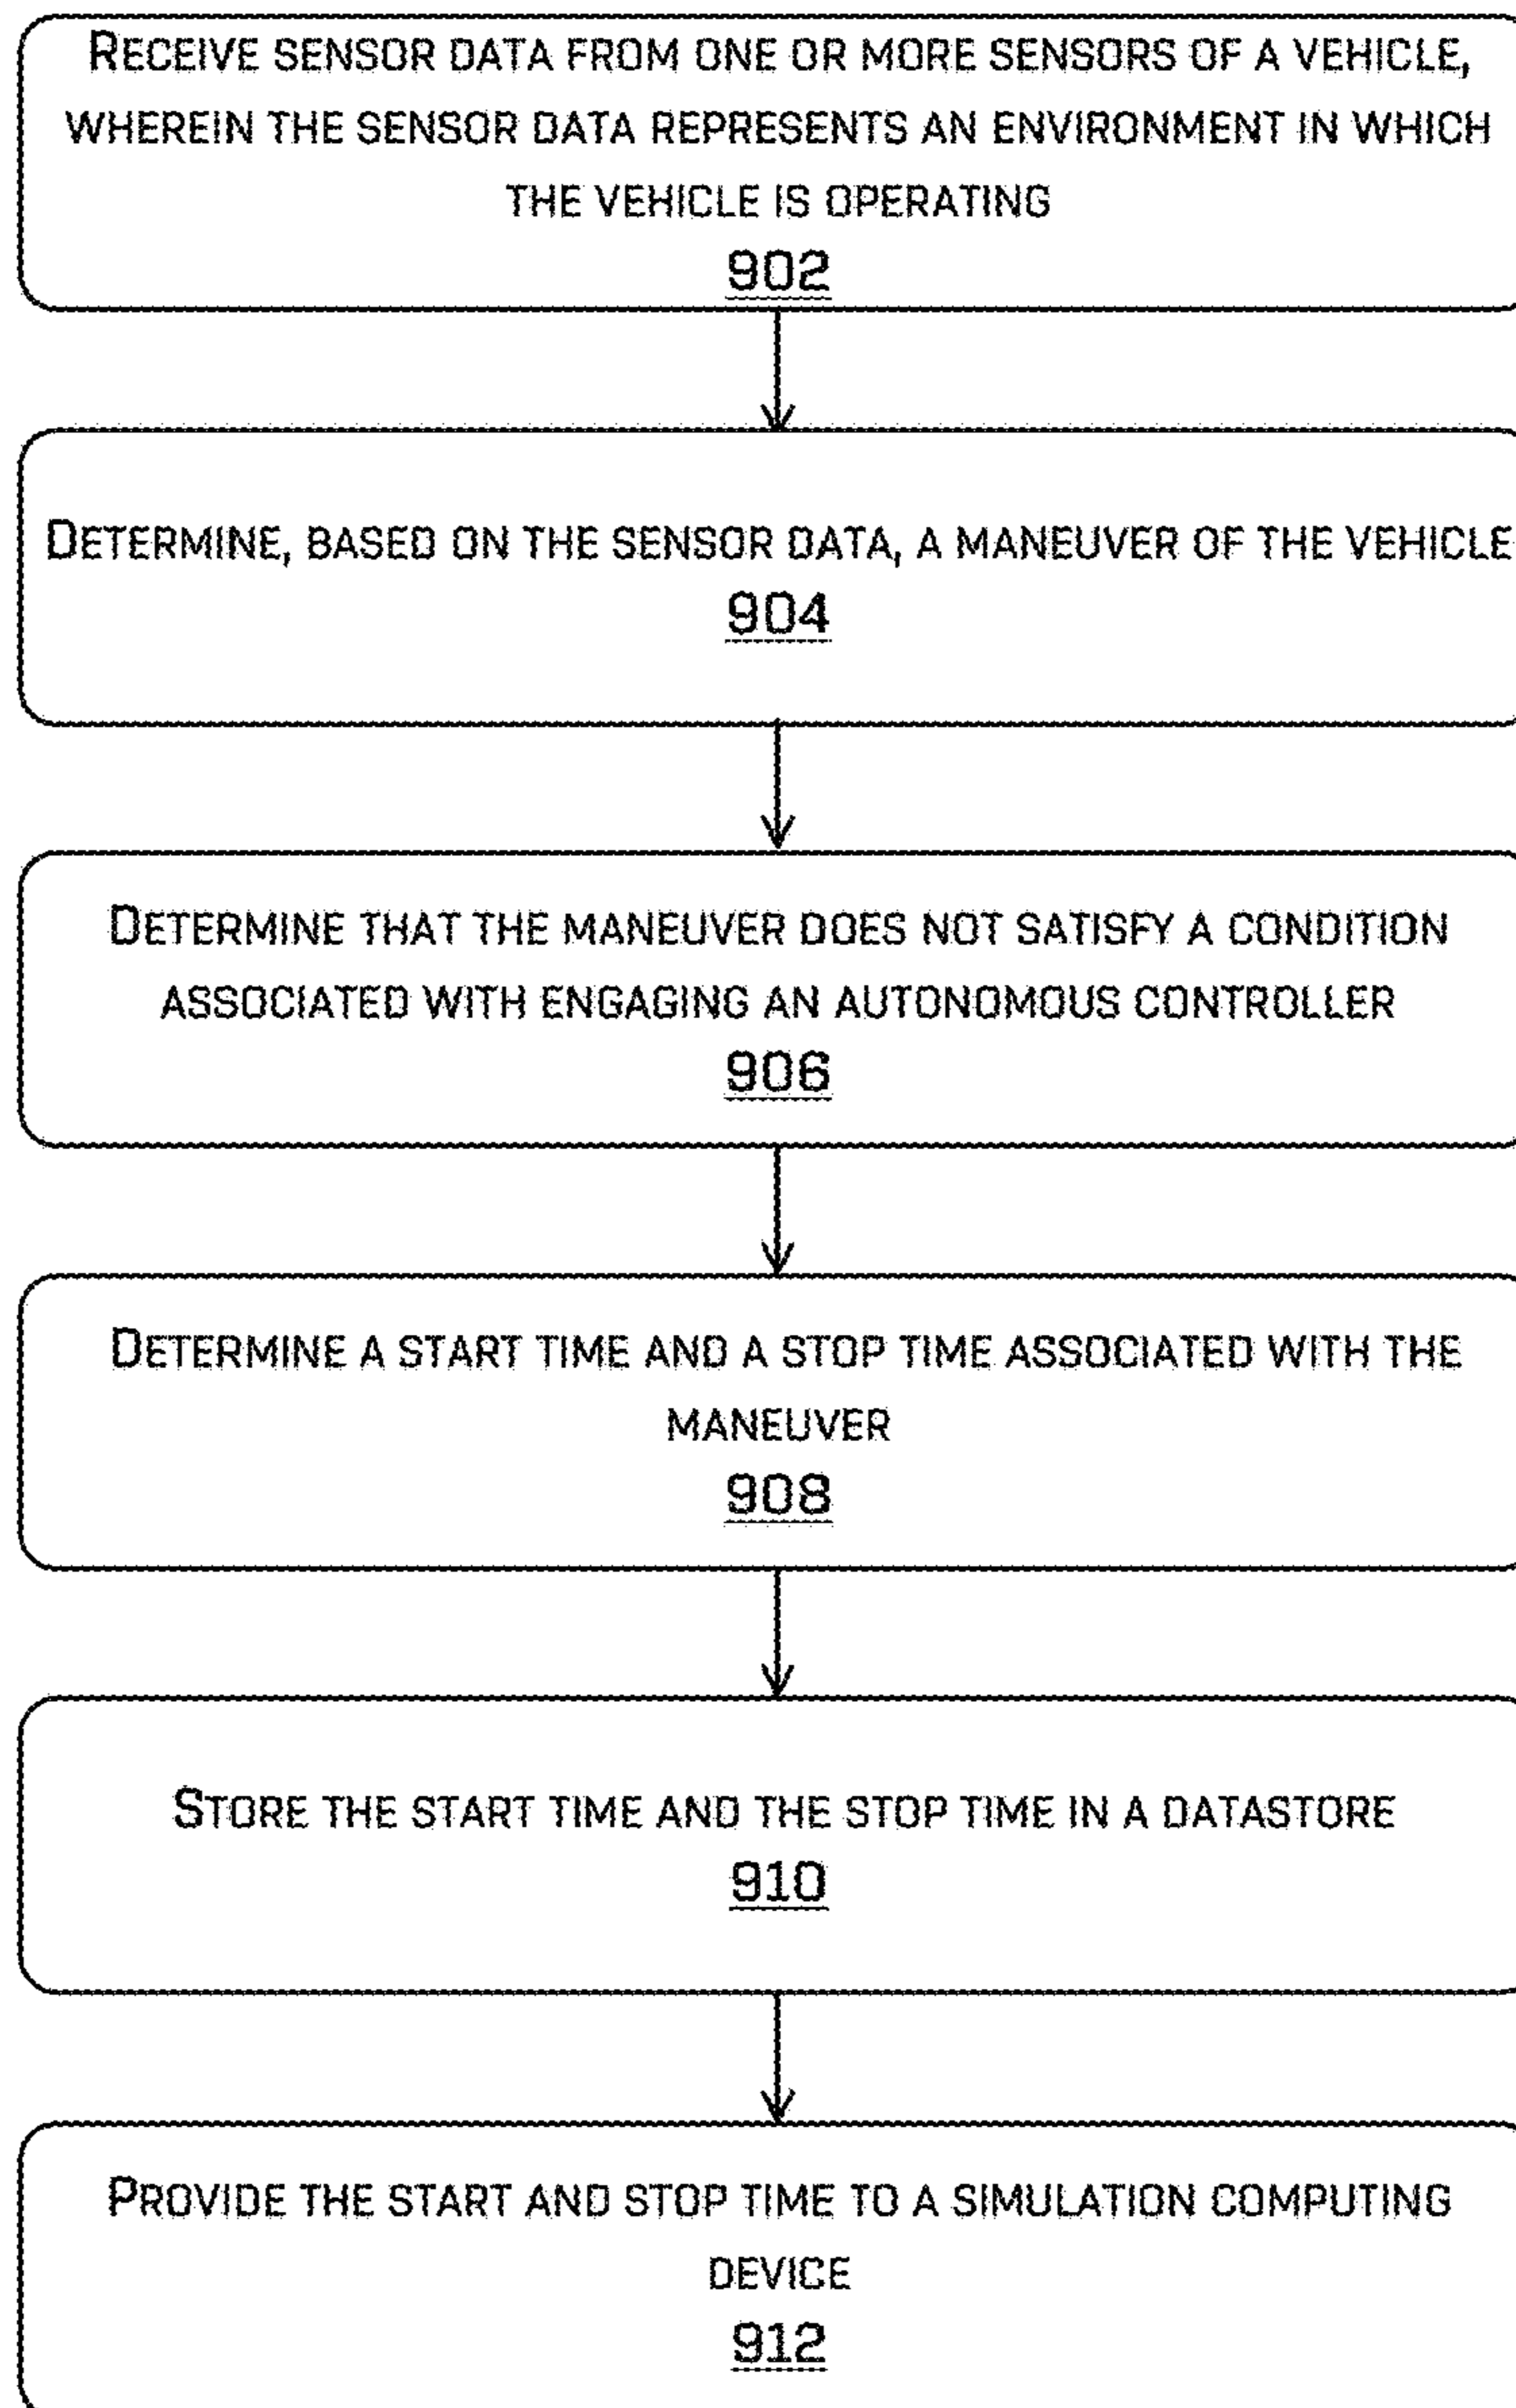 RECEIVE SENSOR DATA FROM ONE OR MORE SENSORS OF A VEHICLE,
WHEREIN THE SENSOR DATA REPRESENTS AN ENVIRONMENT IN WHICH
THE VEHICLE IS OPERATING
902
DETERMINE, BASED ON THE SENSOR DATA, A MANEUVER OF THE VEHICLE
904
DETERMINE THAT THE MANEUVER DOES NOT SATISFY A CONDITION
ASSOCIATED WITH ENGAGING AN AUTONOMOUS CONTROLLER
906
DETERMINE A START TIME AND A STOP TIME ASSOCIATED WITH THE
MANEUVER
908
STORE THE START TIME AND THE STOP TIME IN A DATASTORE
910
PROVIDE THE START AND STOP TIME TO A SIMULATION COMPUTING
DEVICE
912